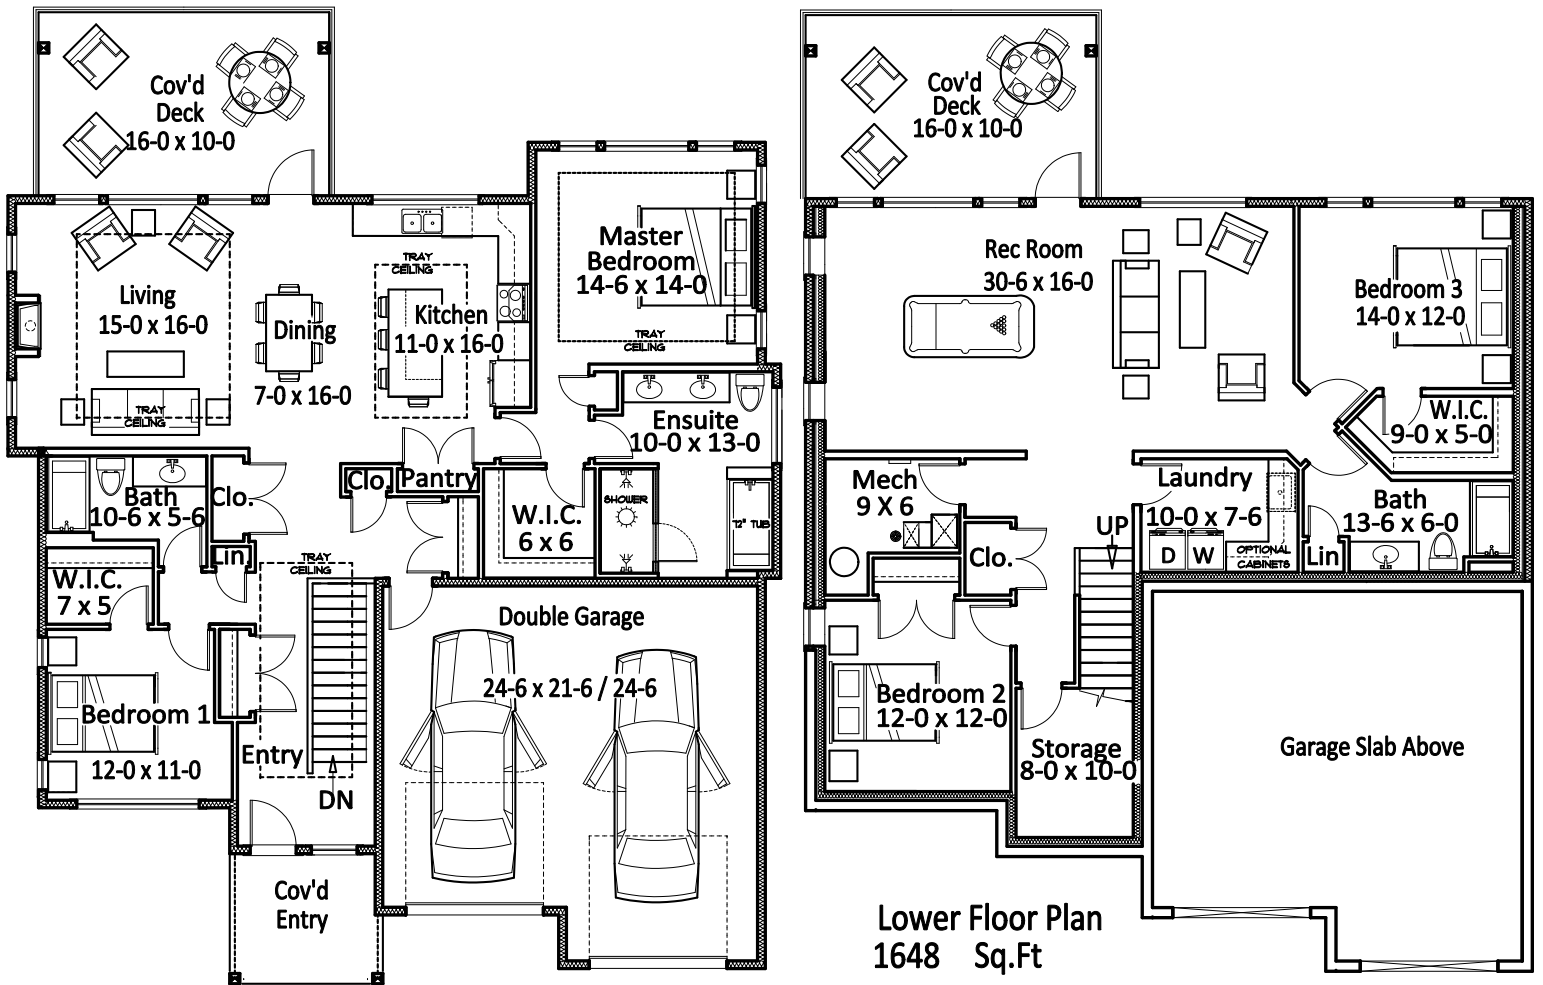 Cov'd
Deck
16-0 x 10-0
Living
15-0 x 16-0
TRAY
CEILING
Dining
7-0 x 16-0
TRAY
CEILING
Kitchen
11-0 x 16-0
Master
Bedroom
14-6 x 14-0
TRAY
CEILING
Ensuite
10-0 x 13-0
Pantry
Clo.
Clo.
Bath
10-6 x 5-6
W.I.C.
6 x 6
SHOWER
72" TUB
Lin
W.I.C.
7 x 5
TRAY
CEILING
Bedroom 1
12-0 x 11-0
Entry
DN
Double Garage
24-6 x 21-6 / 24-6
Cov'd
Entry
Cov'd
Deck
16-0 x 10-0
Rec Room
30-6 x 16-0
Bedroom 3
14-0 x 12-0
W.I.C.
9-0 x 5-0
Mech
9 X 6
Laundry
10-0 x 7-6
D W
OPTIONAL
CABINETS
Bath
13-6 x 6-0
Lin
UP
Clo.
Bedroom 2
12-0 x 12-0
Storage
8-0 x 10-0
Garage Slab Above
Lower Floor Plan
1648 Sq.Ft